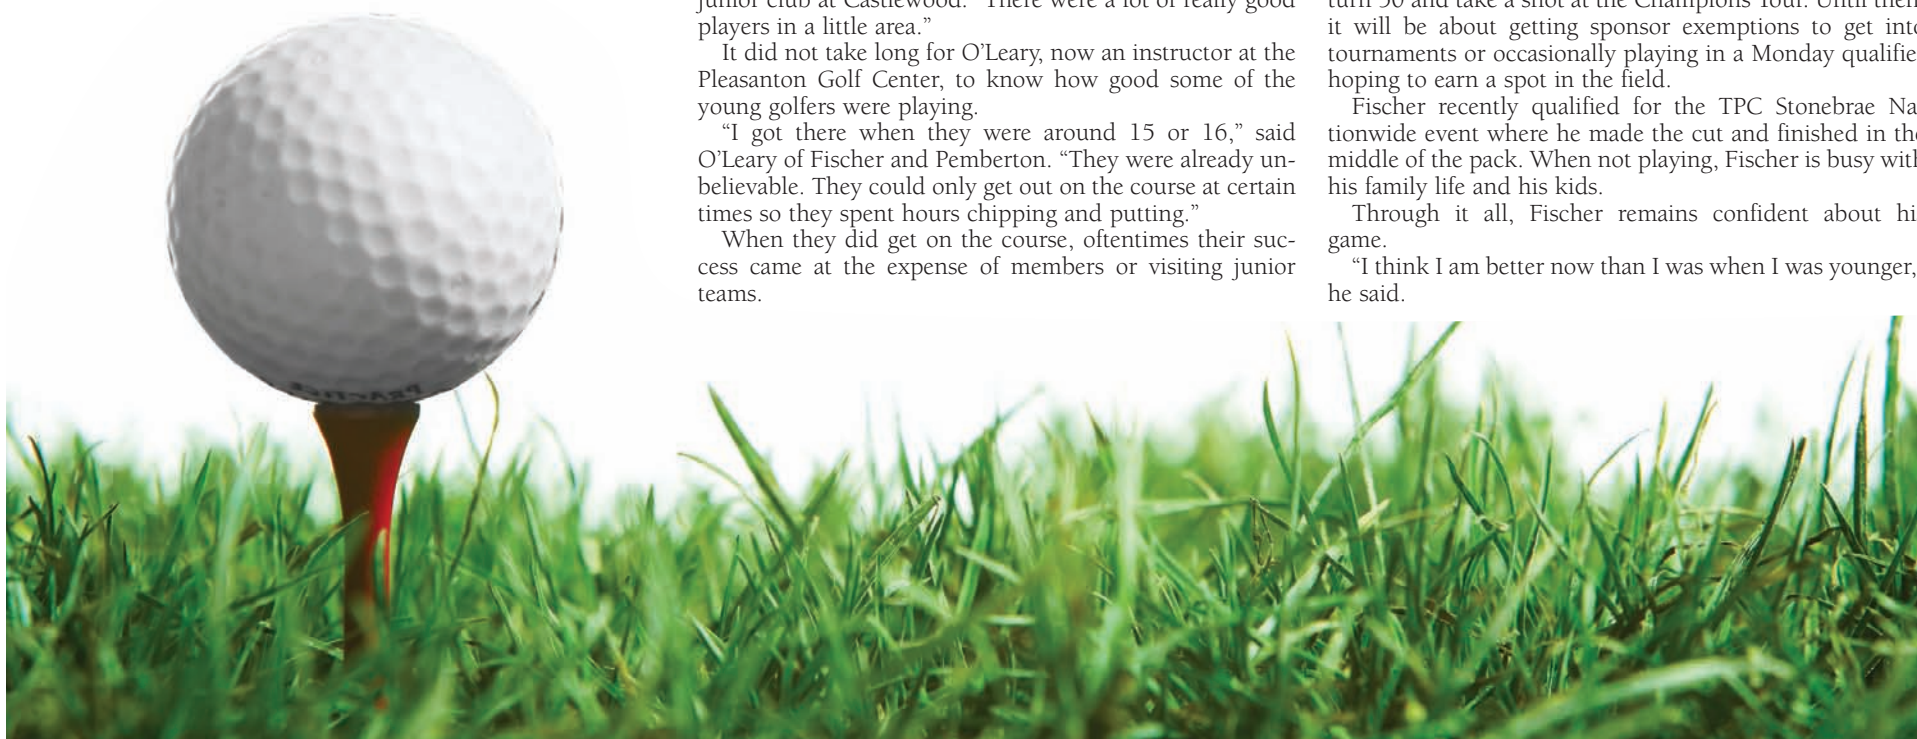 junior club at Castlewood. “There were a lot of really good
players in a little area.”
It did not take long for O’Leary, now an instructor at the
Pleasanton Golf Center, to know how good some of the
young golfers were playing.
“I got there when they were around 15 or 16,” said
O’Leary of Fischer and Pemberton. “They were already un-
believable. They could only get out on the course at certain
times so they spent hours chipping and putting.”
When they did get on the course, oftentimes their suc-
cess came at the expense of members or visiting junior
teams.
turn 50 and take a shot at the Champions Tour. Until then
it will be about getting sponsor exemptions to get into
tournaments or occasionally playing in a Monday qualifie
hoping to earn a spot in the field.
Fischer recently qualified for the TPC Stonebrae Na-
tionwide event where he made the cut and finished in the
middle of the pack. When not playing, Fischer is busy with
his family life and his kids.
Through it all, Fischer remains confident about hi
game.
“I think I am better now than I was when I was younger,
he said.
PRACTICE